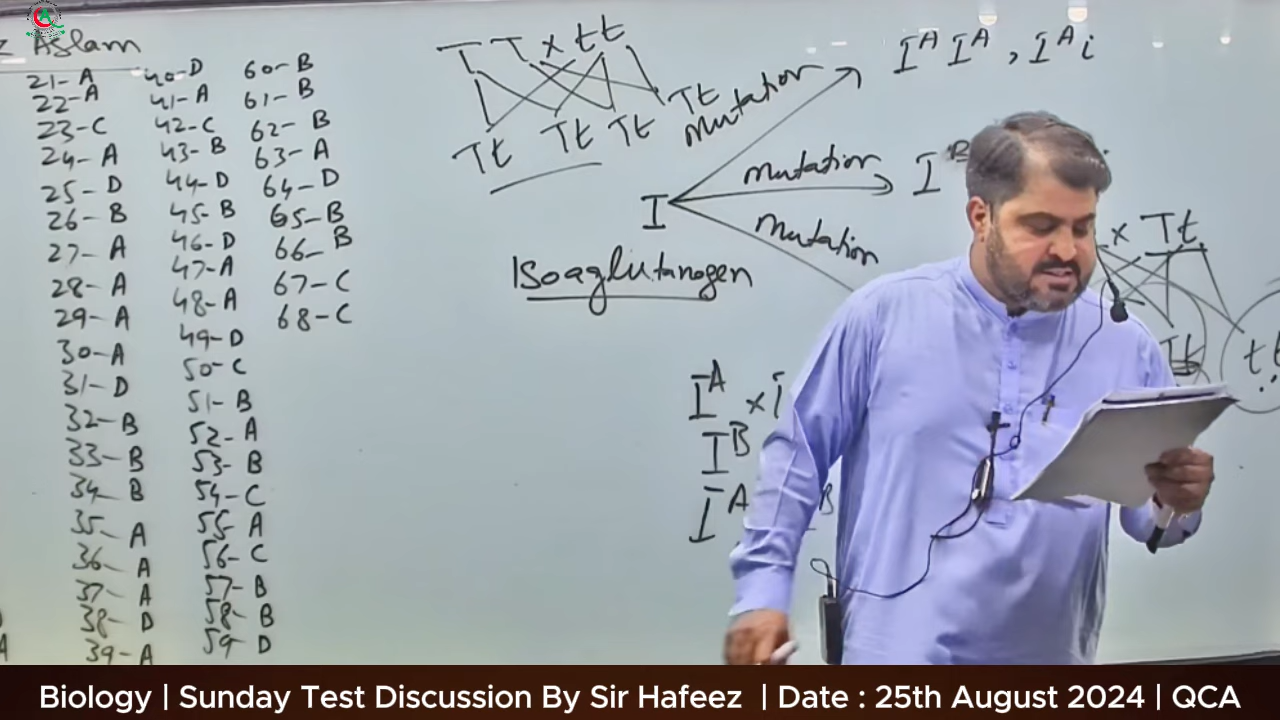 Aslam
21-A
22-A
23-C
24-A
25-D
26-B
27-A
28-A
29-A
30-A
31-D
32-B
33-B
34-B
35-A
36-A
37-A
38-D
39-A
40-D
41-A
42-C
43-B
44-D
45-B
46-D
47-A
48-A
49-D
50-C
51-B
52-A
53-B
54-C
55-A
56-C
57-B
58-B
59-D
60-B
61-B
62-B
63-A
64-D
65-B
66-B
67-C
68-C
TT x tt
Tt Tt Tt Tt
I
Isoaglutanogen
Mutation
I^A I^A , I^A i
Mutation
I^B
Mutation
x Tt
Tt tt
I^A x i
I^B
I^A B
Biology | Sunday Test Discussion By Sir Hafeez | Date : 25th August 2024 | QCA